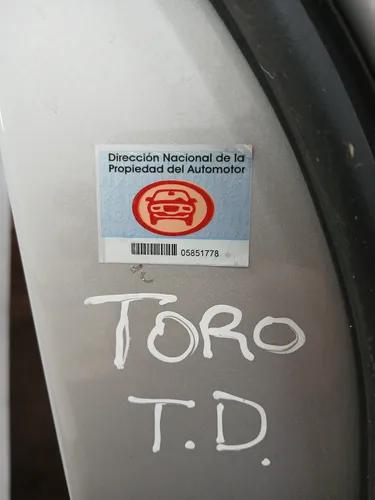 Dirección Nacional de la
Propiedad del Automotor
05851778
TORO
T.D.